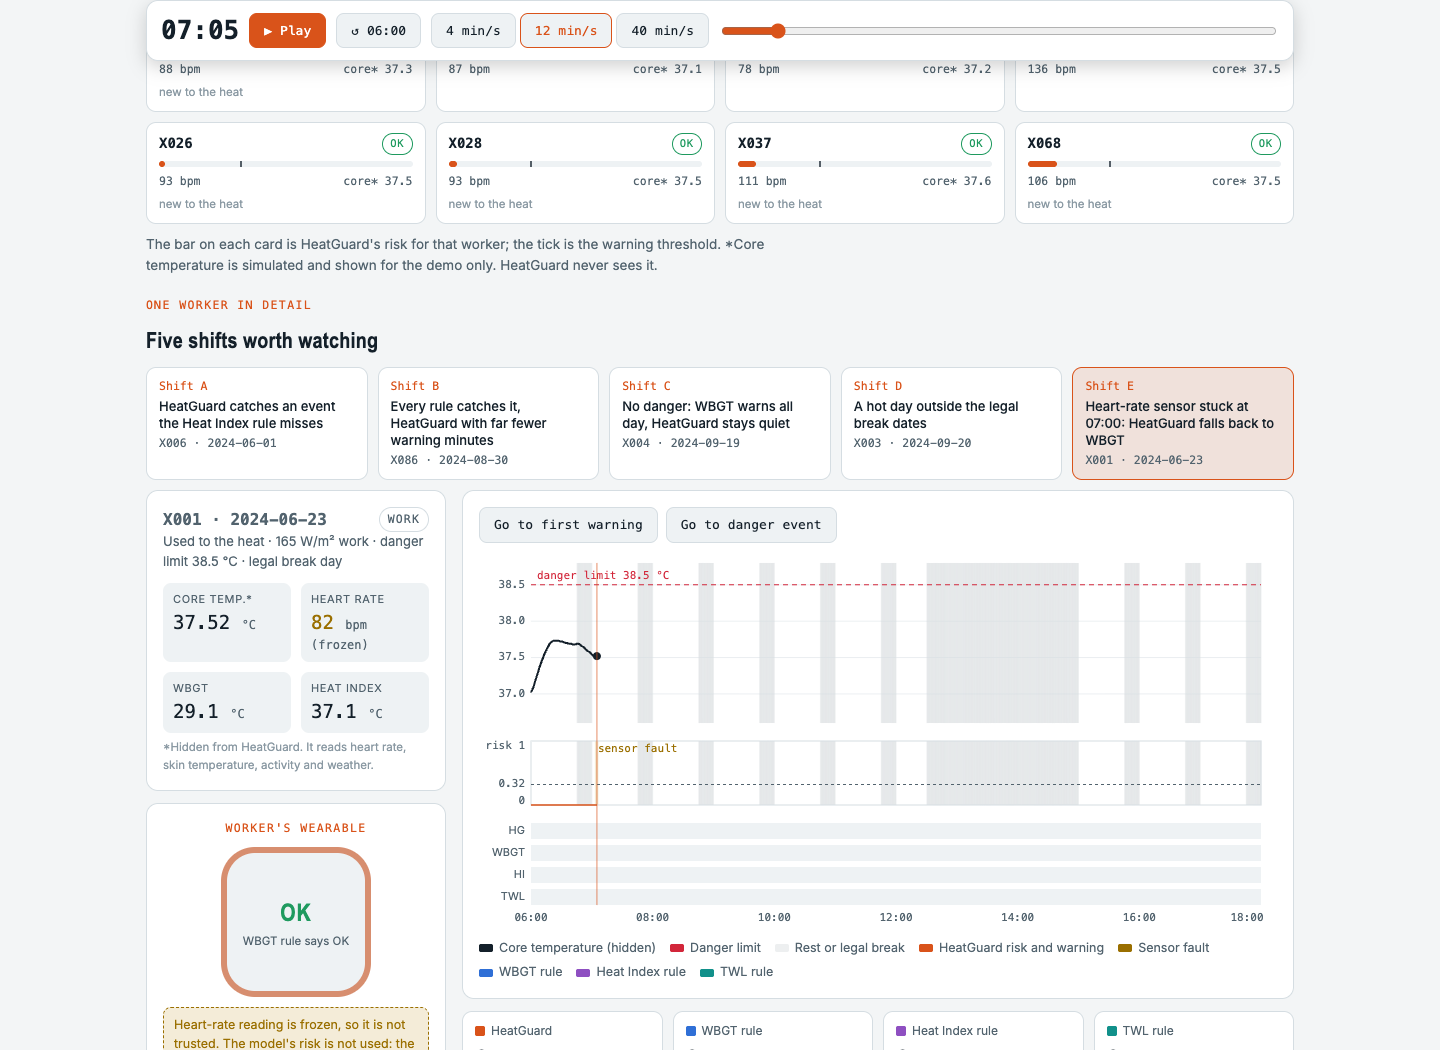 07:05 ▶ Play ↺ 06:00 4 min/s 12 min/s 40 min/s
88 bpm core* 37.3 87 bpm core* 37.1 78 bpm core* 37.2 136 bpm core* 37.5
new to the heat
X026 OK X028 OK X037 OK X068 OK
93 bpm core* 37.5 93 bpm core* 37.5 111 bpm core* 37.6 106 bpm core* 37.5
new to the heat new to the heat new to the heat new to the heat
The bar on each card is HeatGuard's risk for that worker; the tick is the warning threshold. *Core
temperature is simulated and shown for the demo only. HeatGuard never sees it.
ONE WORKER IN DETAIL
Five shifts worth watching
Shift A
HeatGuard catches an event
the Heat Index rule misses
X006 · 2024-06-01
Shift B
Every rule catches it,
HeatGuard with far fewer
warning minutes
X086 · 2024-08-30
Shift C
No danger: WBGT warns all
day, HeatGuard stays quiet
X004 · 2024-09-19
Shift D
A hot day outside the legal
break dates
X003 · 2024-09-20
Shift E
Heart-rate sensor stuck at
07:00: HeatGuard falls back to
WBGT
X001 · 2024-06-23
X001 · 2024-06-23 WORK
Used to the heat · 165 W/m² work · danger
limit 38.5 °C · legal break day
CORE TEMP.*
37.52 °C
HEART RATE
82 bpm
(frozen)
WBGT
29.1 °C
HEAT INDEX
37.1 °C
*Hidden from HeatGuard. It reads heart rate,
skin temperature, activity and weather.
WORKER'S WEARABLE
OK
WBGT rule says OK
Heart-rate reading is frozen, so it is not
trusted. The model's risk is not used: the
Go to first warning Go to danger event
danger limit 38.5 °C
38.5
38.0
37.5
37.0
risk 1
sensor fault
0.32
0
HG
WBGT
HI
TWL
06:00 08:00 10:00 12:00 14:00 16:00 18:00
Core temperature (hidden) Danger limit Rest or legal break HeatGuard risk and warning Sensor fault
WBGT rule Heat Index rule TWL rule
HeatGuard WBGT rule Heat Index rule TWL rule